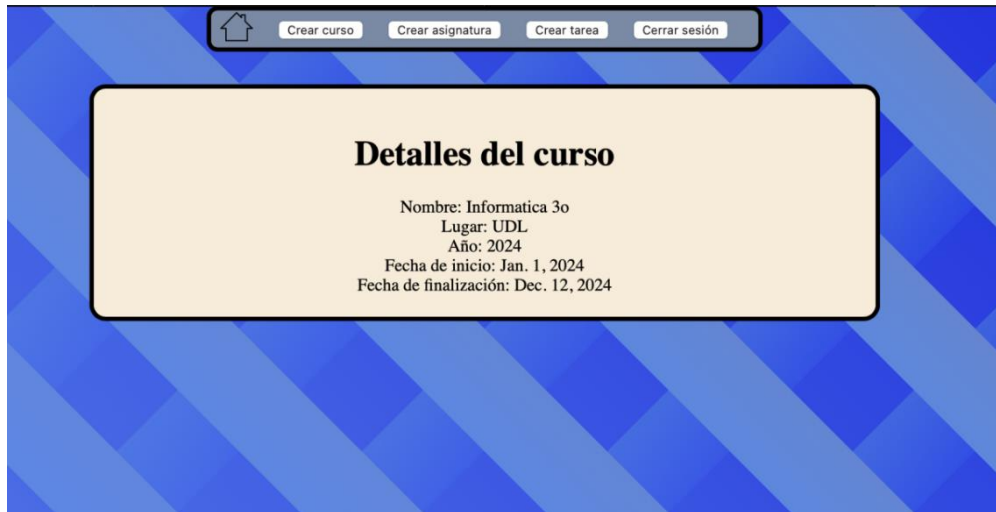 Crear curso Crear asignatura Crear tarea Cerrar sesión
Detalles del curso
Nombre: Informatica 3o
Lugar: UDL
Año: 2024
Fecha de inicio: Jan. 1, 2024
Fecha de finalización: Dec. 12, 2024